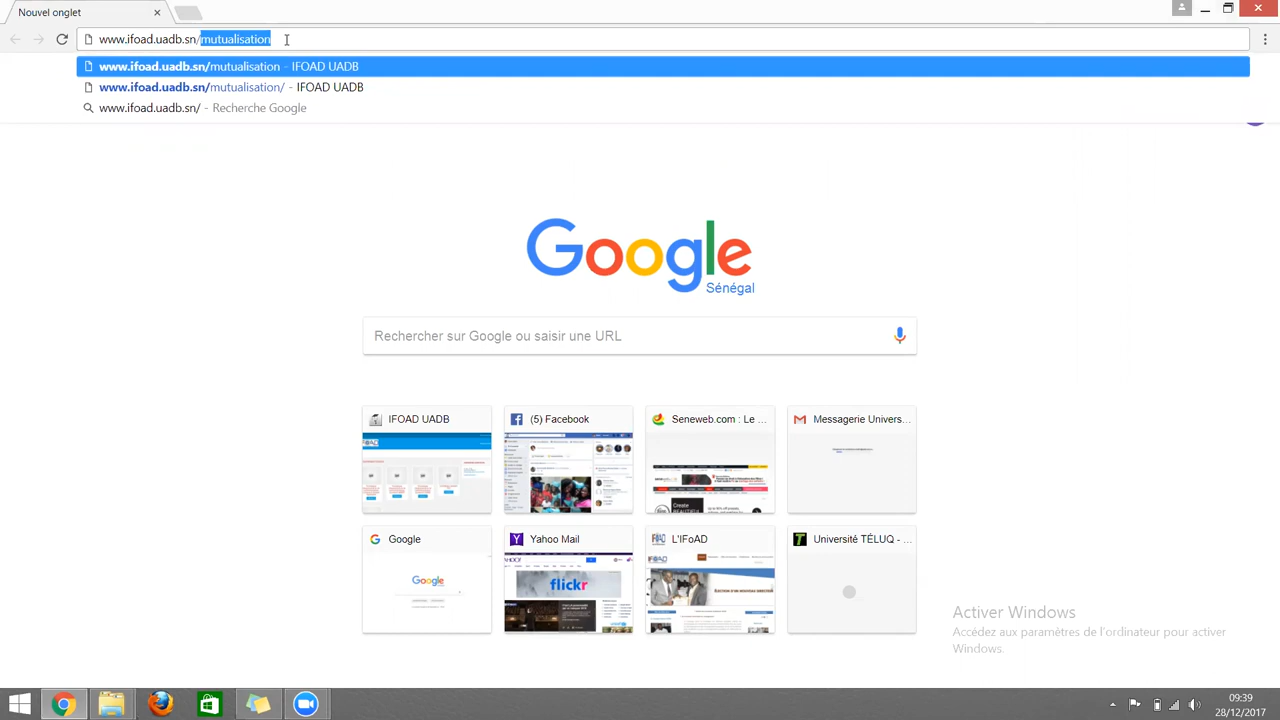 Nouvel onglet
www.ifoad.uadb.sn/mutualisation
www.ifoad.uadb.sn/mutualisation - IFOAD UADB
www.ifoad.uadb.sn/mutualisation/ - IFOAD UADB
www.ifoad.uadb.sn/ - Recherche Google
Google
Sénégal
Rechercher sur Google ou saisir une URL
IFOAD UADB
(5) Facebook
Seneweb.com : Le ...
Messagerie Univers...
Google
Yahoo Mail
L'IFoAD
Université TÉLUQ - ...
Google
flickr
Activer Windows
Accédez aux paramètres de l'ordinateur pour activer
Windows.
09:39
28/12/2017